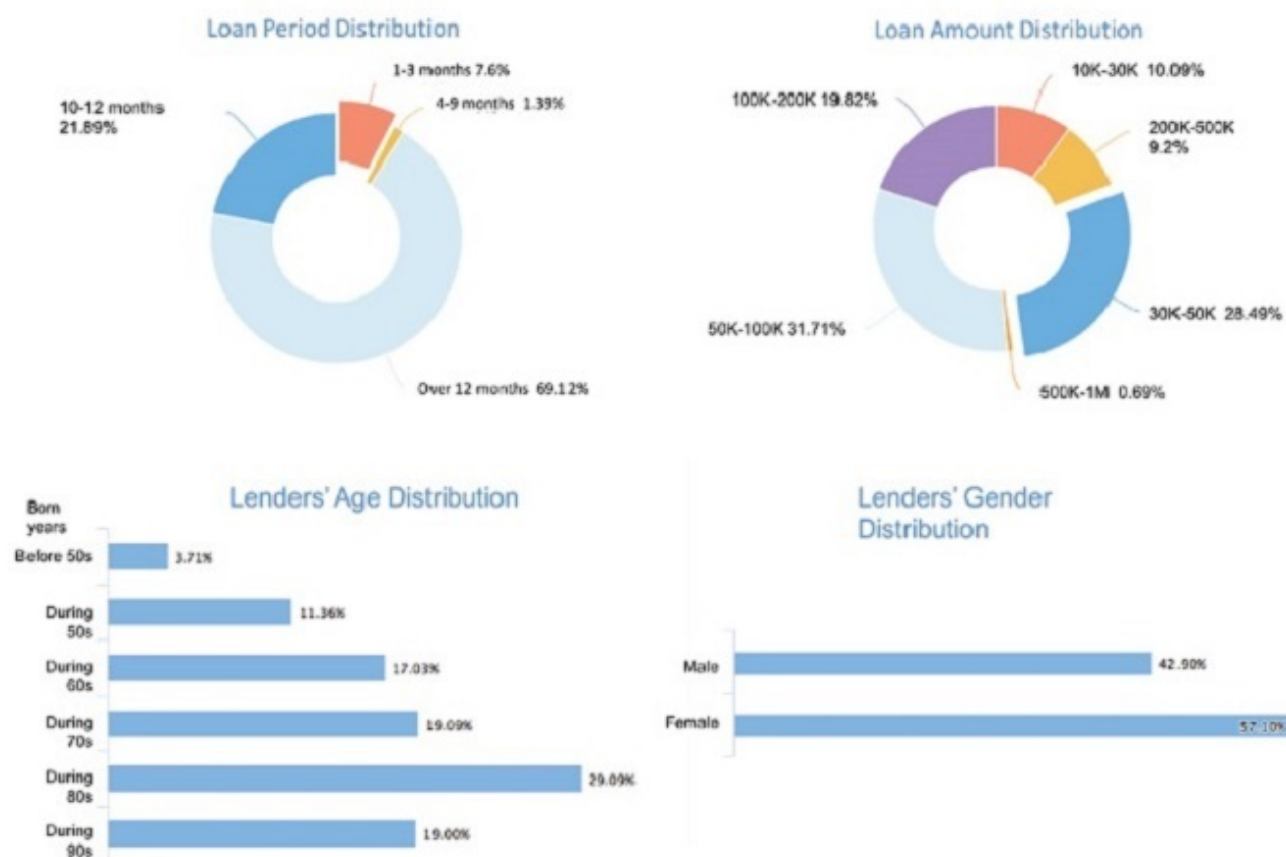 Loan Period Distribution
1-3 months 7.6%
4-9 months 1.39%
10-12 months
21.89%
Over 12 months 69.12%
Loan Amount Distribution
10K-30K 10.09%
100K-200K 19.82%
200K-500K
9.2%
30K-50K 28.49%
50K-100K 31.71%
500K-1MI 0.69%
Lenders' Age Distribution
Born
years
Before 50s
3.71%
During
50s
11.36%
During
60s
17.03%
During
70s
19.09%
During
80s
29.09%
During
90s
19.00%
Lenders' Gender
Distribution
Male
42.90%
Female
57.10%